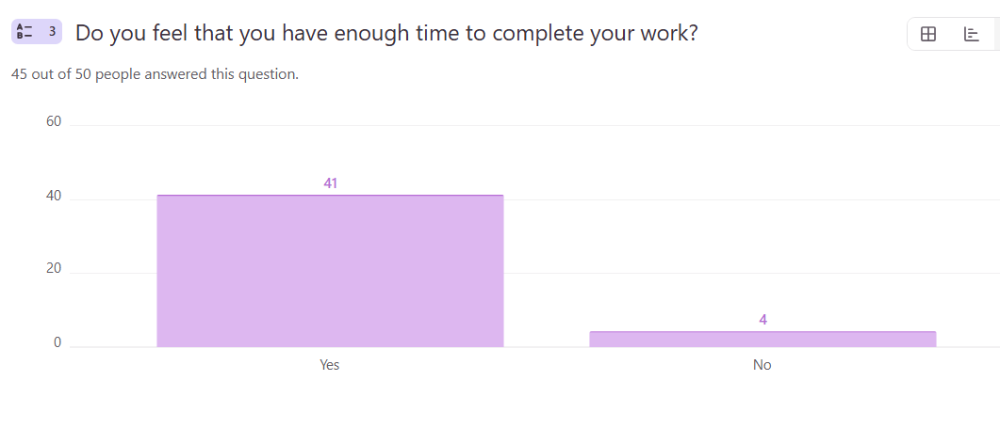 A
B
3
Do you feel that you have enough time to complete your work?
45 out of 50 people answered this question.
60
41
40
20
4
0
Yes
No